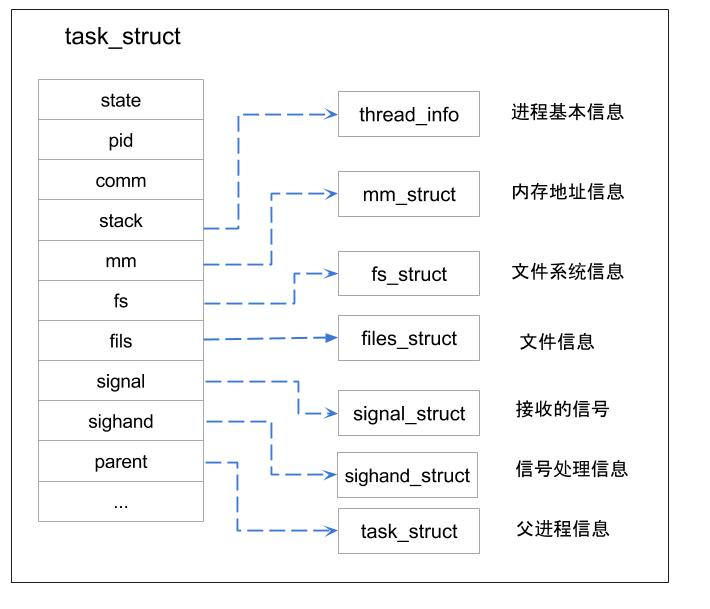 task_struct
state
pid
comm
stack
mm
fs
fils
signal
sighand
parent
...
thread_info 进程基本信息
mm_struct 内存地址信息
fs_struct 文件系统信息
files_struct 文件信息
signal_struct 接收的信号
sighand_struct 信号处理信息
task_struct 父进程信息